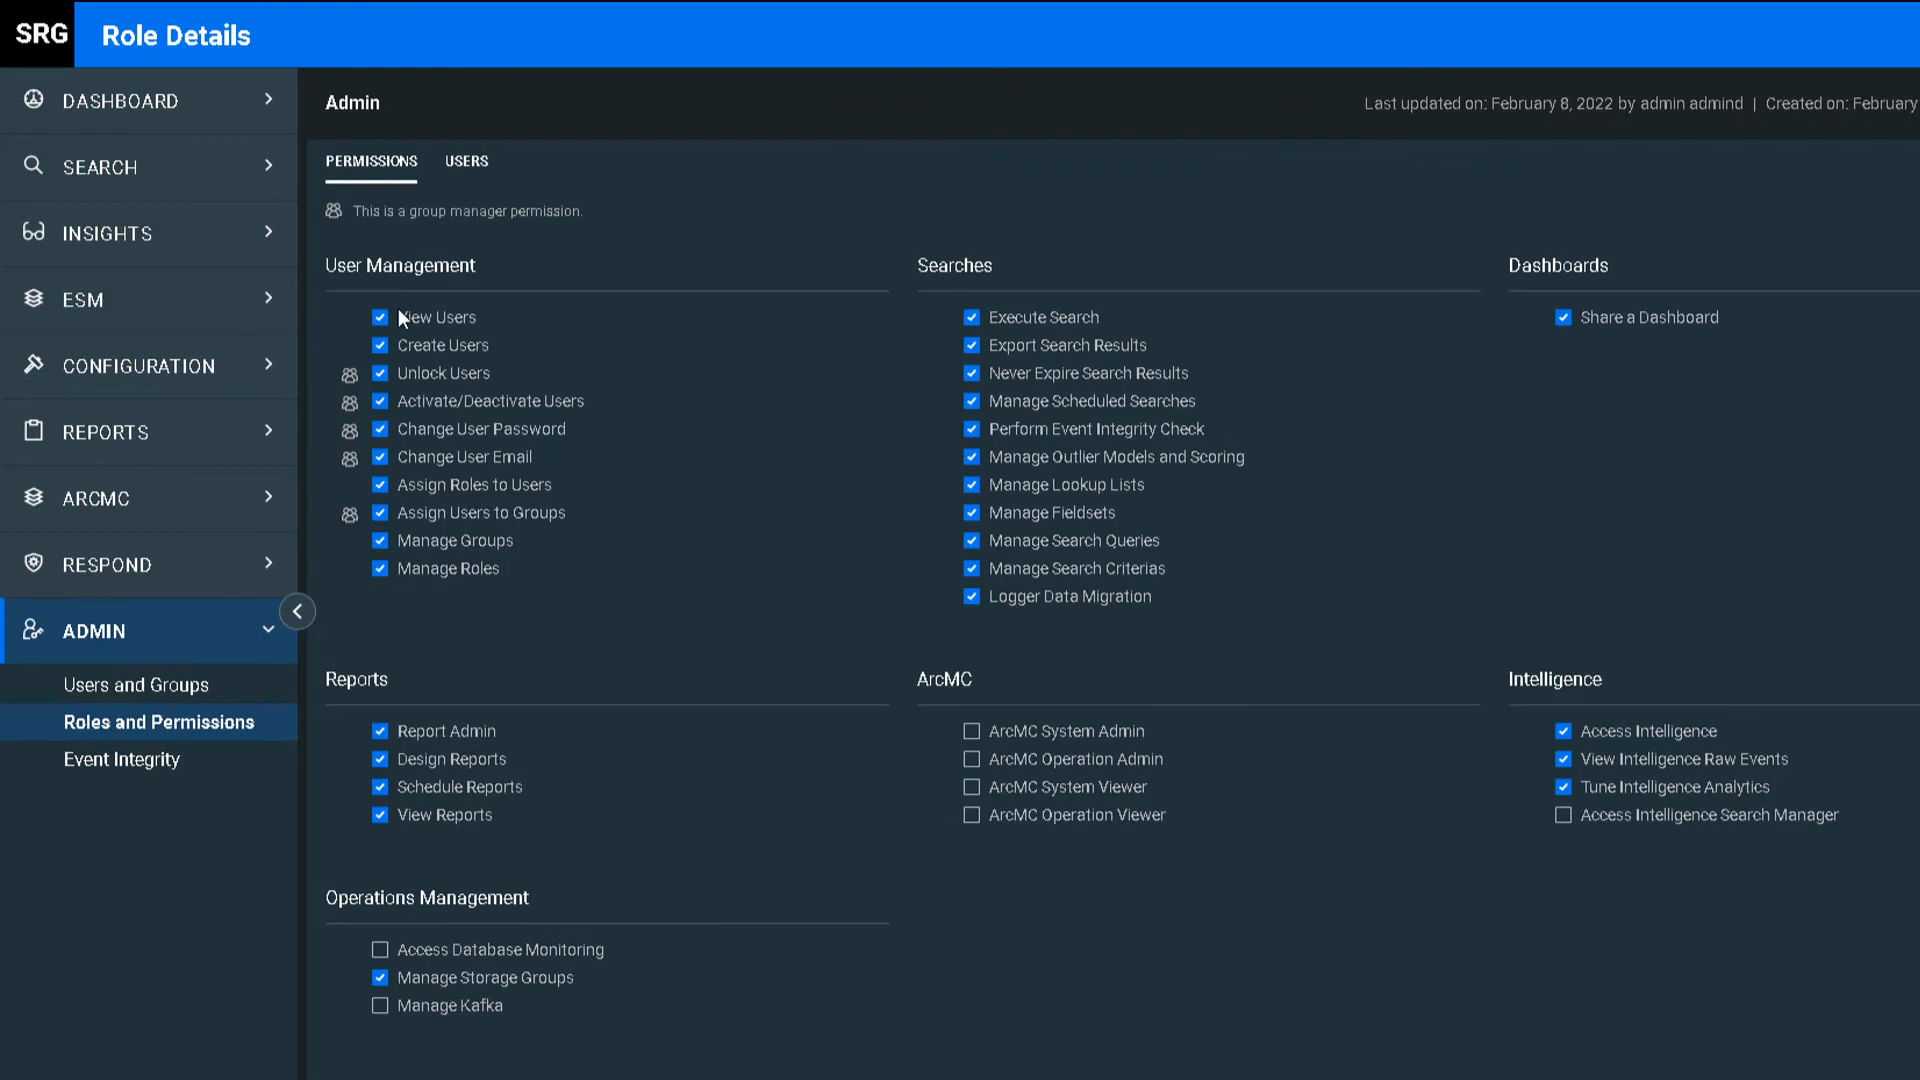 SRG
Role Details
DASHBOARD
SEARCH
INSIGHTS
ESM
CONFIGURATION
REPORTS
ARCMC
RESPOND
ADMIN
Users and Groups
Roles and Permissions
Event Integrity
Admin
Last updated on: February 8, 2022 by admin admind | Created on: February
PERMISSIONS USERS
This is a group manager permission.
User Management
View Users
Create Users
Unlock Users
Activate/Deactivate Users
Change User Password
Change User Email
Assign Roles to Users
Assign Users to Groups
Manage Groups
Manage Roles
Searches
Execute Search
Export Search Results
Never Expire Search Results
Manage Scheduled Searches
Perform Event Integrity Check
Manage Outlier Models and Scoring
Manage Lookup Lists
Manage Fieldsets
Manage Search Queries
Manage Search Criterias
Logger Data Migration
Dashboards
Share a Dashboard
Reports
Report Admin
Design Reports
Schedule Reports
View Reports
ArcMC
ArcMC System Admin
ArcMC Operation Admin
ArcMC System Viewer
ArcMC Operation Viewer
Intelligence
Access Intelligence
View Intelligence Raw Events
Tune Intelligence Analytics
Access Intelligence Search Manager
Operations Management
Access Database Monitoring
Manage Storage Groups
Manage Kafka